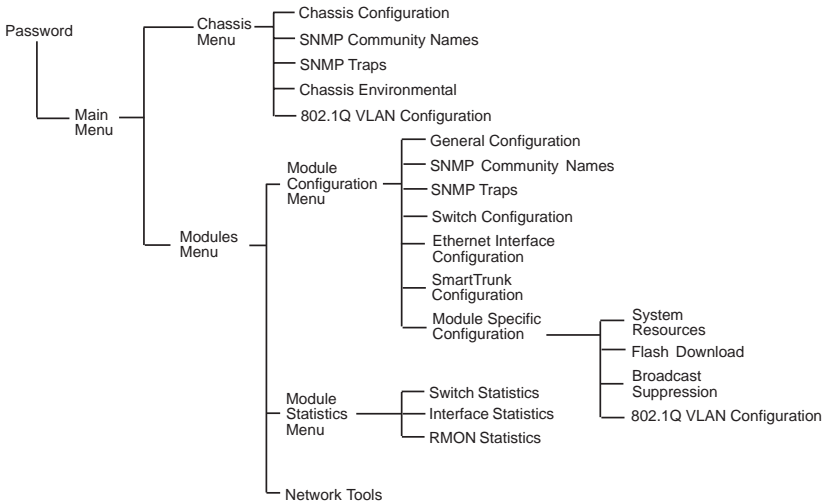 Password
Main
Menu
Chassis
Menu
Chassis Configuration
SNMP Community Names
SNMP Traps
Chassis Environmental
802.1Q VLAN Configuration
Modules
Menu
Module
Configuration
Menu
General Configuration
SNMP Community Names
SNMP Traps
Switch Configuration
Ethernet Interface
Configuration
SmartTrunk
Configuration
Module Specific
Configuration
System
Resources
Flash Download
Broadcast
Suppression
802.1Q VLAN Configuration
Module
Statistics
Menu
Switch Statistics
Interface Statistics
RMON Statistics
Network Tools